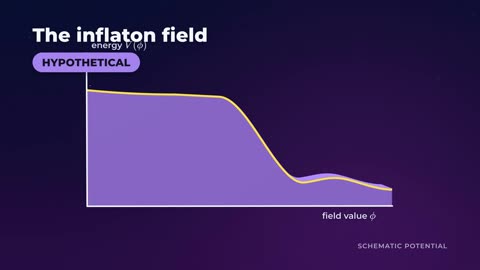 The inflaton field
energy V(ϕ)
HYPOTHETICAL
field value ϕ
SCHEMATIC POTENTIAL